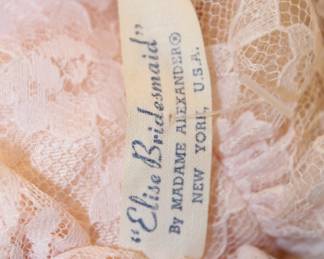 "Elise Bridesmaid"
By MADAME ALEXANDER®
NEW YORK, U.S.A.